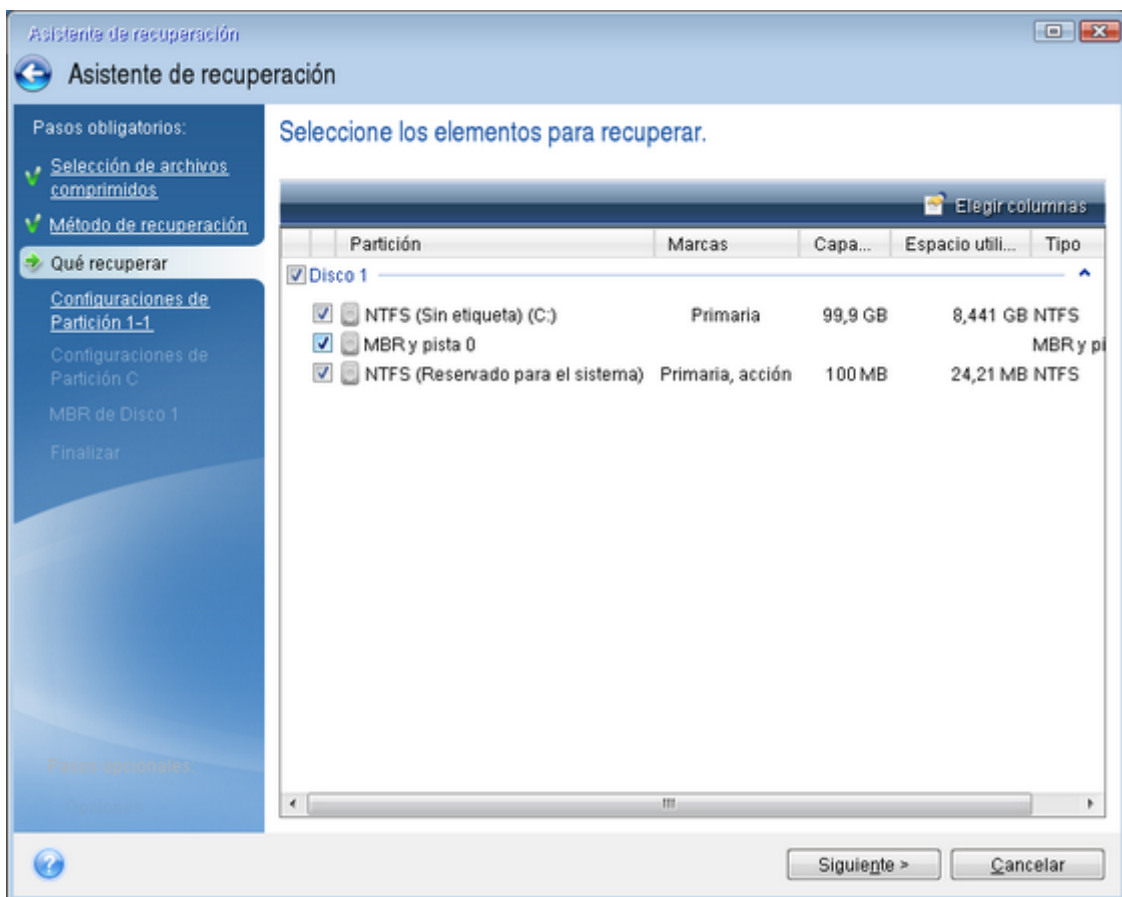 Asistente de recuperación
Asistente de recuperación
Pasos obligatorios:
Selección de archivos
comprimidos
Método de recuperación
Qué recuperar
Configuraciones de
Partición 1-1
Configuraciones de
Partición C
MBR de Disco 1
Finalizar
Pasos opcionales
Opciones
Seleccione los elementos para recuperar.
Elegir columnas
Partición Marcas Capa... Espacio utili... Tipo
Disco 1
NTFS (Sin etiqueta) (C:) Primaria 99,9 GB 8,441 GB NTFS
MBR y pista 0 MBR y pi
NTFS (Reservado para el sistema) Primaria, acción 100 MB 24,21 MB NTFS
Siguiente >
Cancelar